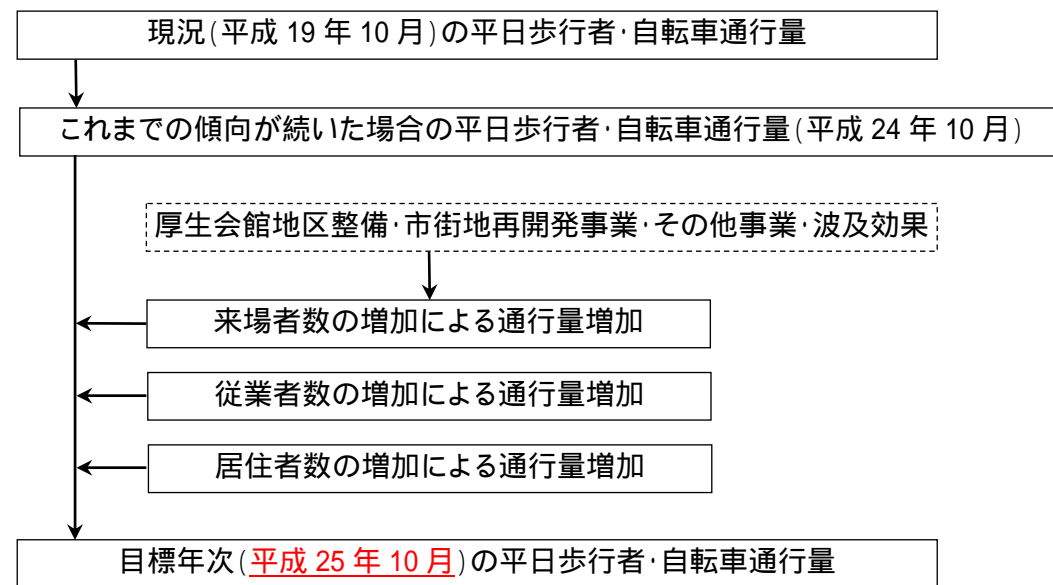 現況(平成 19 年 10 月)の平日歩行者・自転車通行量
これまでの傾向が続いた場合の平日歩行者・自転車通行量(平成 24 年 10 月)
厚生会館地区整備・市街地再開発事業・その他事業・波及効果
来場者数の増加による通行量増加
従業者数の増加による通行量増加
居住者数の増加による通行量増加
目標年次(平成 25 年 10 月)の平日歩行者・自転車通行量